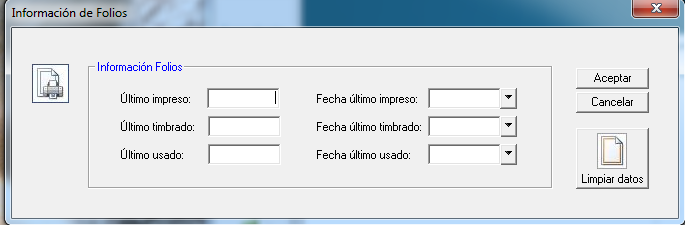 Información de Folios
Información Folios
Último impreso:
Fecha último impreso:
Último timbrado:
Fecha último timbrado:
Último usado:
Fecha último usado:
Aceptar
Cancelar
Limpiar datos